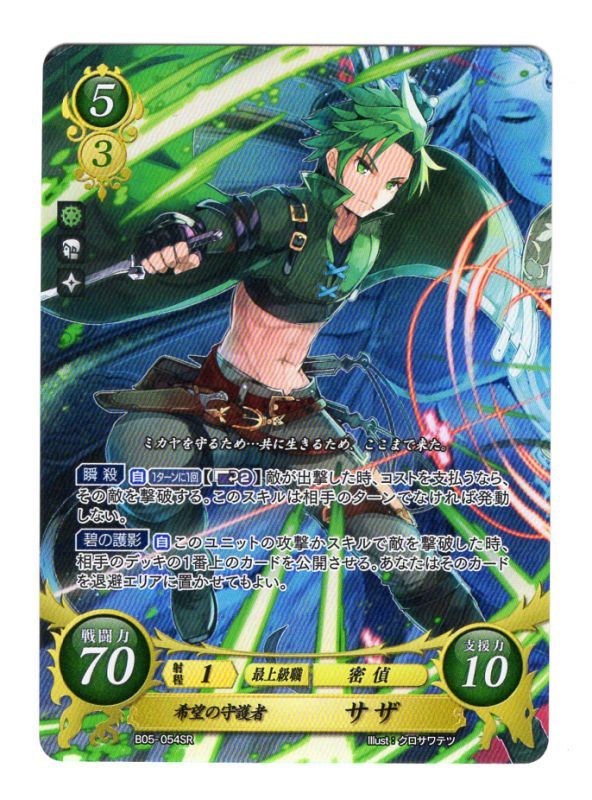 5
3
ミカヤを守るため…共に生きるため、ここまで来た。
瞬殺 自 1ターンに1回 【2】 敵が出撃した時、コストを支払うなら、
その敵を撃破する。このスキルは相手のターンでなければ発動
しない。
碧の護影 自 このユニットの攻撃かスキルで敵を撃破した時、
相手のデッキの1番上のカードを公開させる。あなたはそのカード
を退避エリアに置かせてもよい。
戦闘力 70
射程 1 最上級職 密偵
支援力 10
希望の守護者 サザ
B05-054SR Illust：クロサワテツ